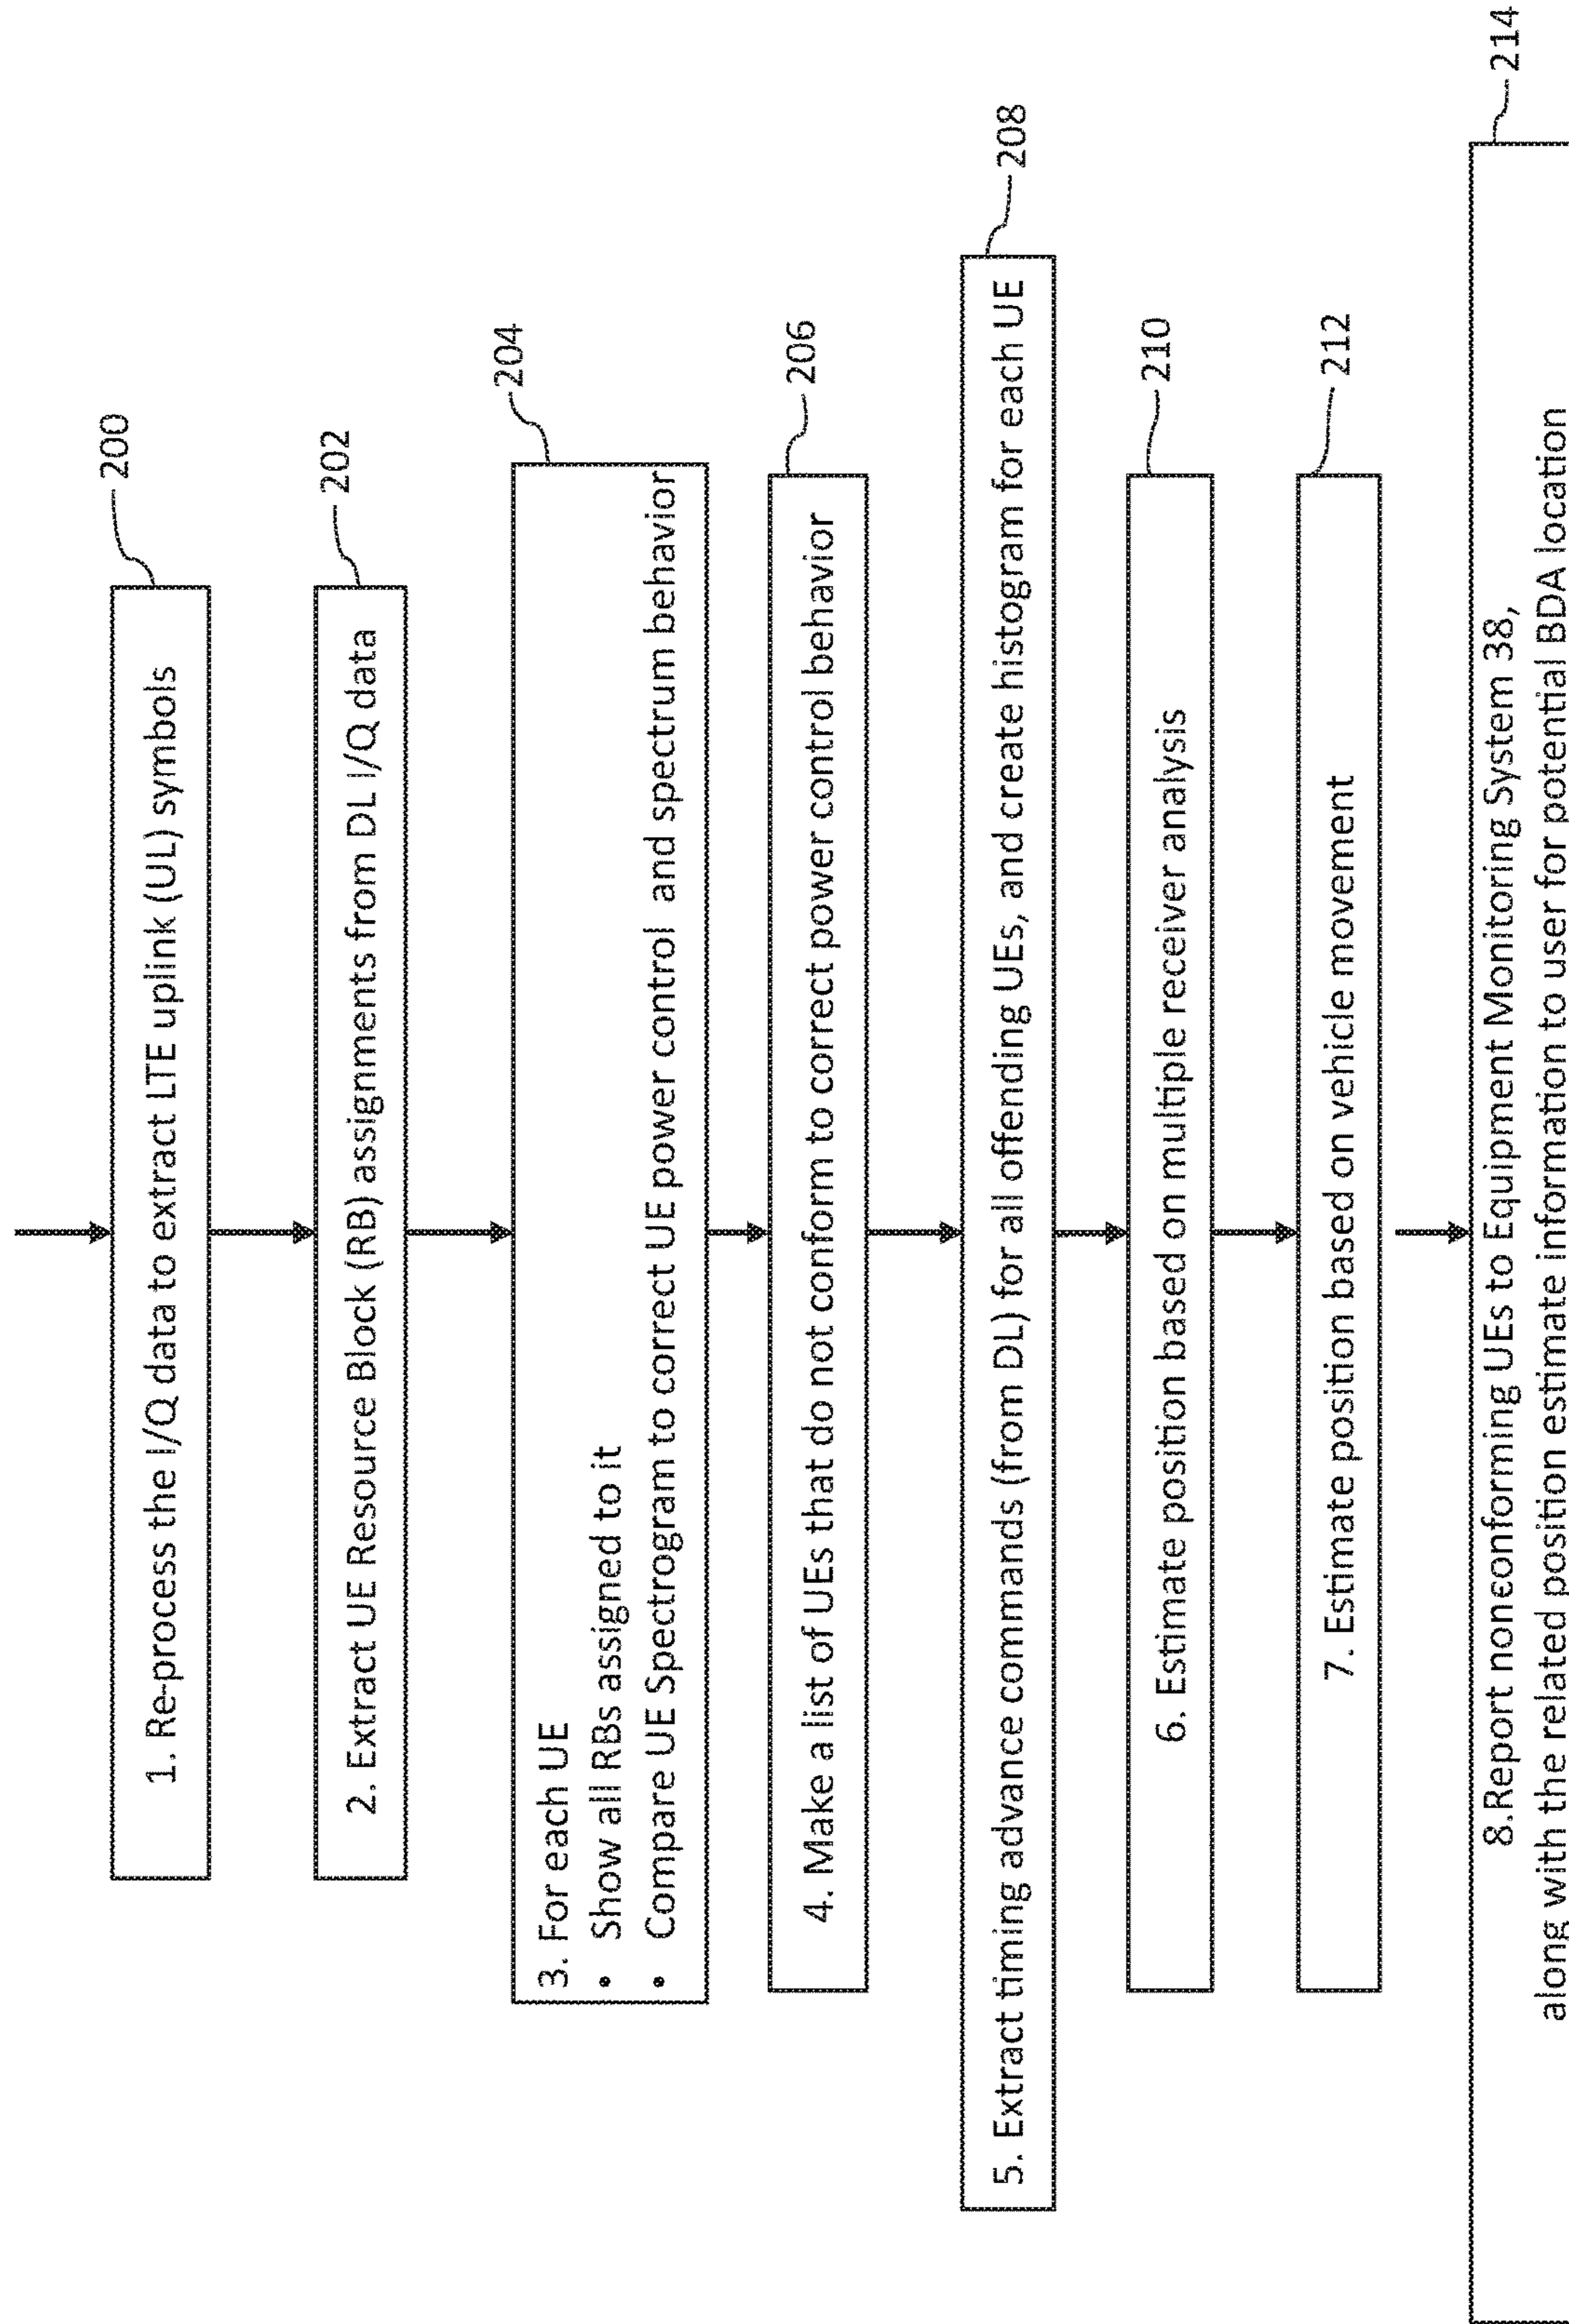 200
1. Re-process the I/Q data to extract LTE uplink (UL) symbols
202
2. Extract UE Resource Block (RB) assignments from DL I/Q data
204
3. For each UE
• Show all RBs assigned to it
• Compare UE Spectrogram to correct UE power control and spectrum behavior
206
4. Make a list of UEs that do not conform to correct power control behavior
208
5. Extract timing advance commands (from DL) for all offending UEs, and create histogram for each UE
210
6. Estimate position based on multiple receiver analysis
212
7. Estimate position based on vehicle movement
214
8.Report nonconforming UEs to Equipment Monitoring System 38,
along with the related position estimate information to user for potential BDA location